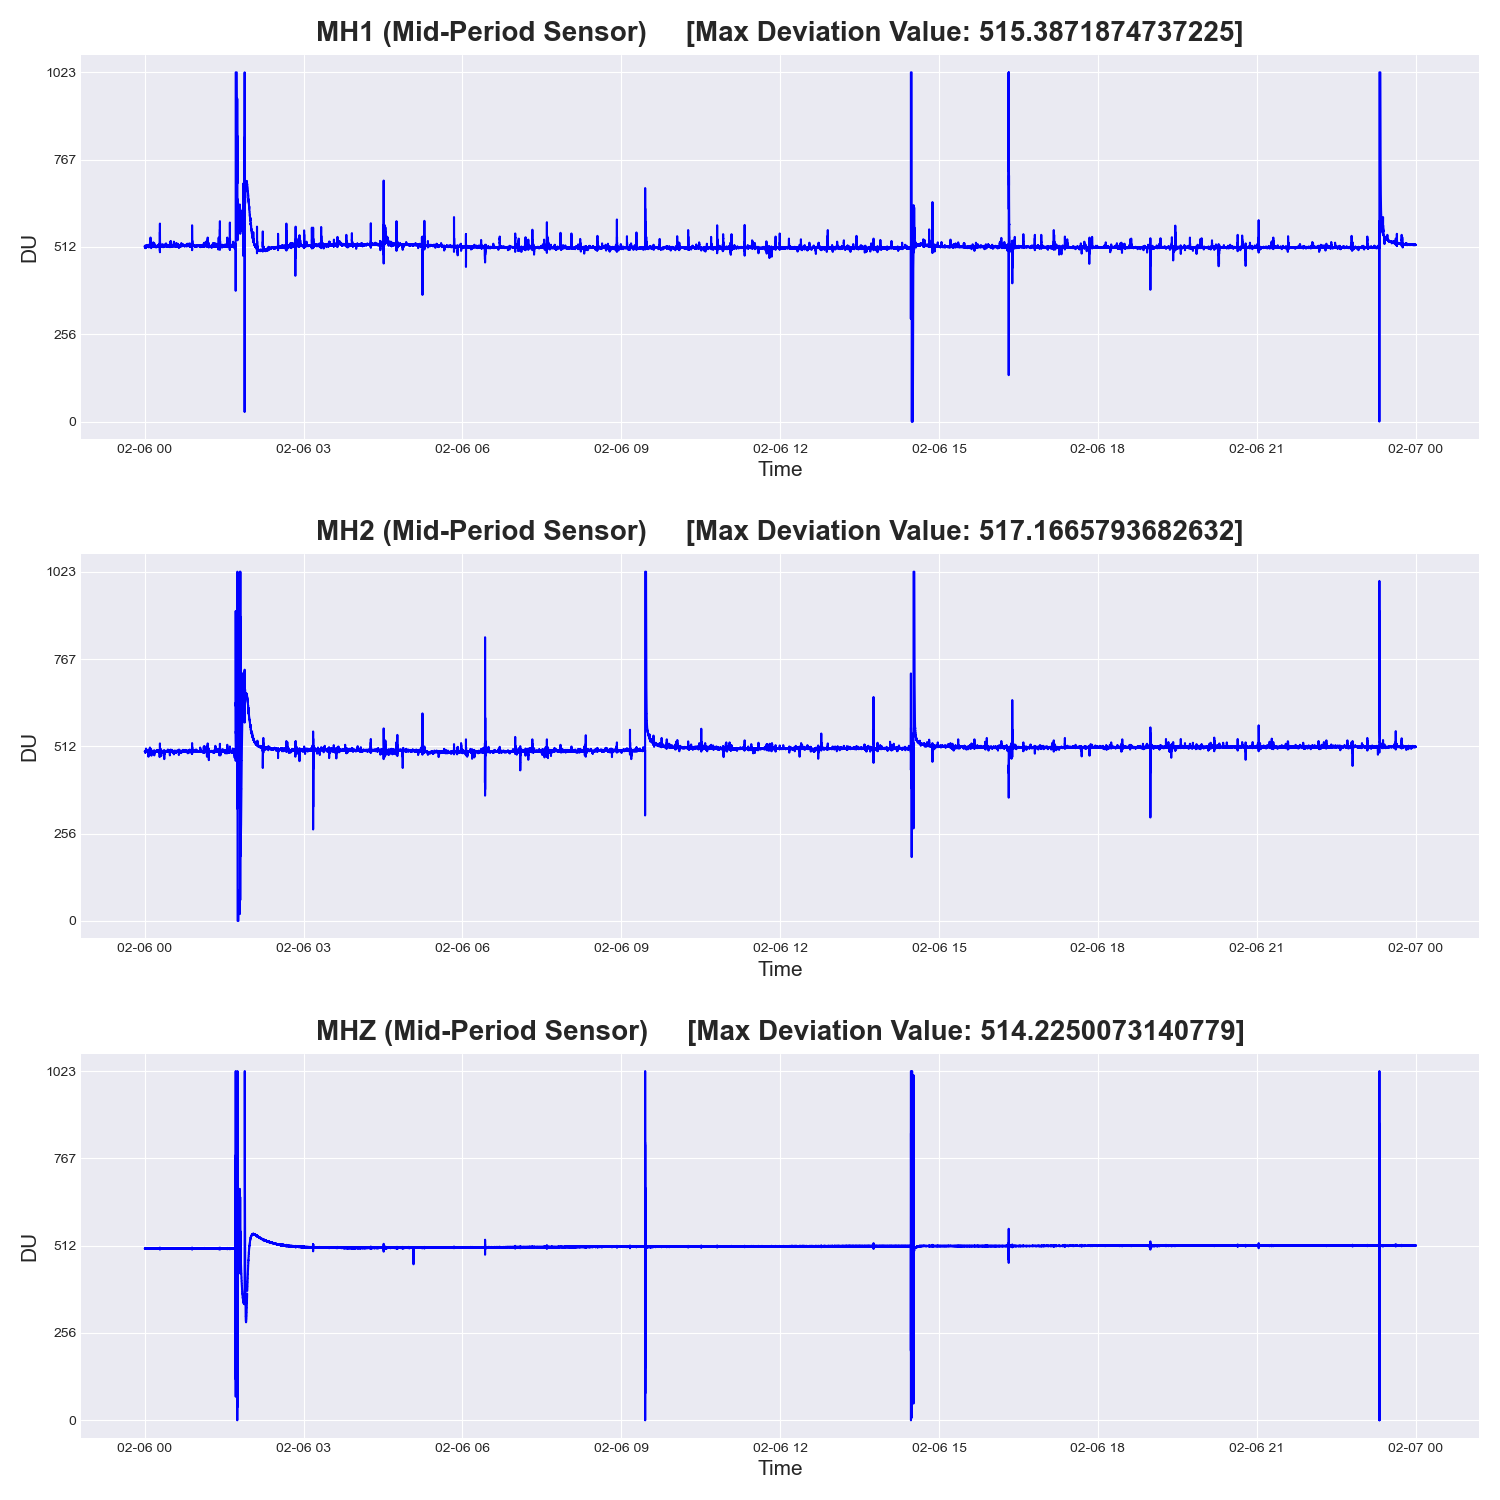 MH1 (Mid-Period Sensor) [Max Deviation Value: 515.3871874737225]
1023
767
512
256
0
DU
02-06 00 02-06 03 02-06 06 02-06 09 02-06 12 02-06 15 02-06 18 02-06 21 02-07 00
Time
MH2 (Mid-Period Sensor) [Max Deviation Value: 517.1665793682632]
1023
767
512
256
0
DU
02-06 00 02-06 03 02-06 06 02-06 09 02-06 12 02-06 15 02-06 18 02-06 21 02-07 00
Time
MHZ (Mid-Period Sensor) [Max Deviation Value: 514.2250073140779]
1023
767
512
256
0
DU
02-06 00 02-06 03 02-06 06 02-06 09 02-06 12 02-06 15 02-06 18 02-06 21 02-07 00
Time